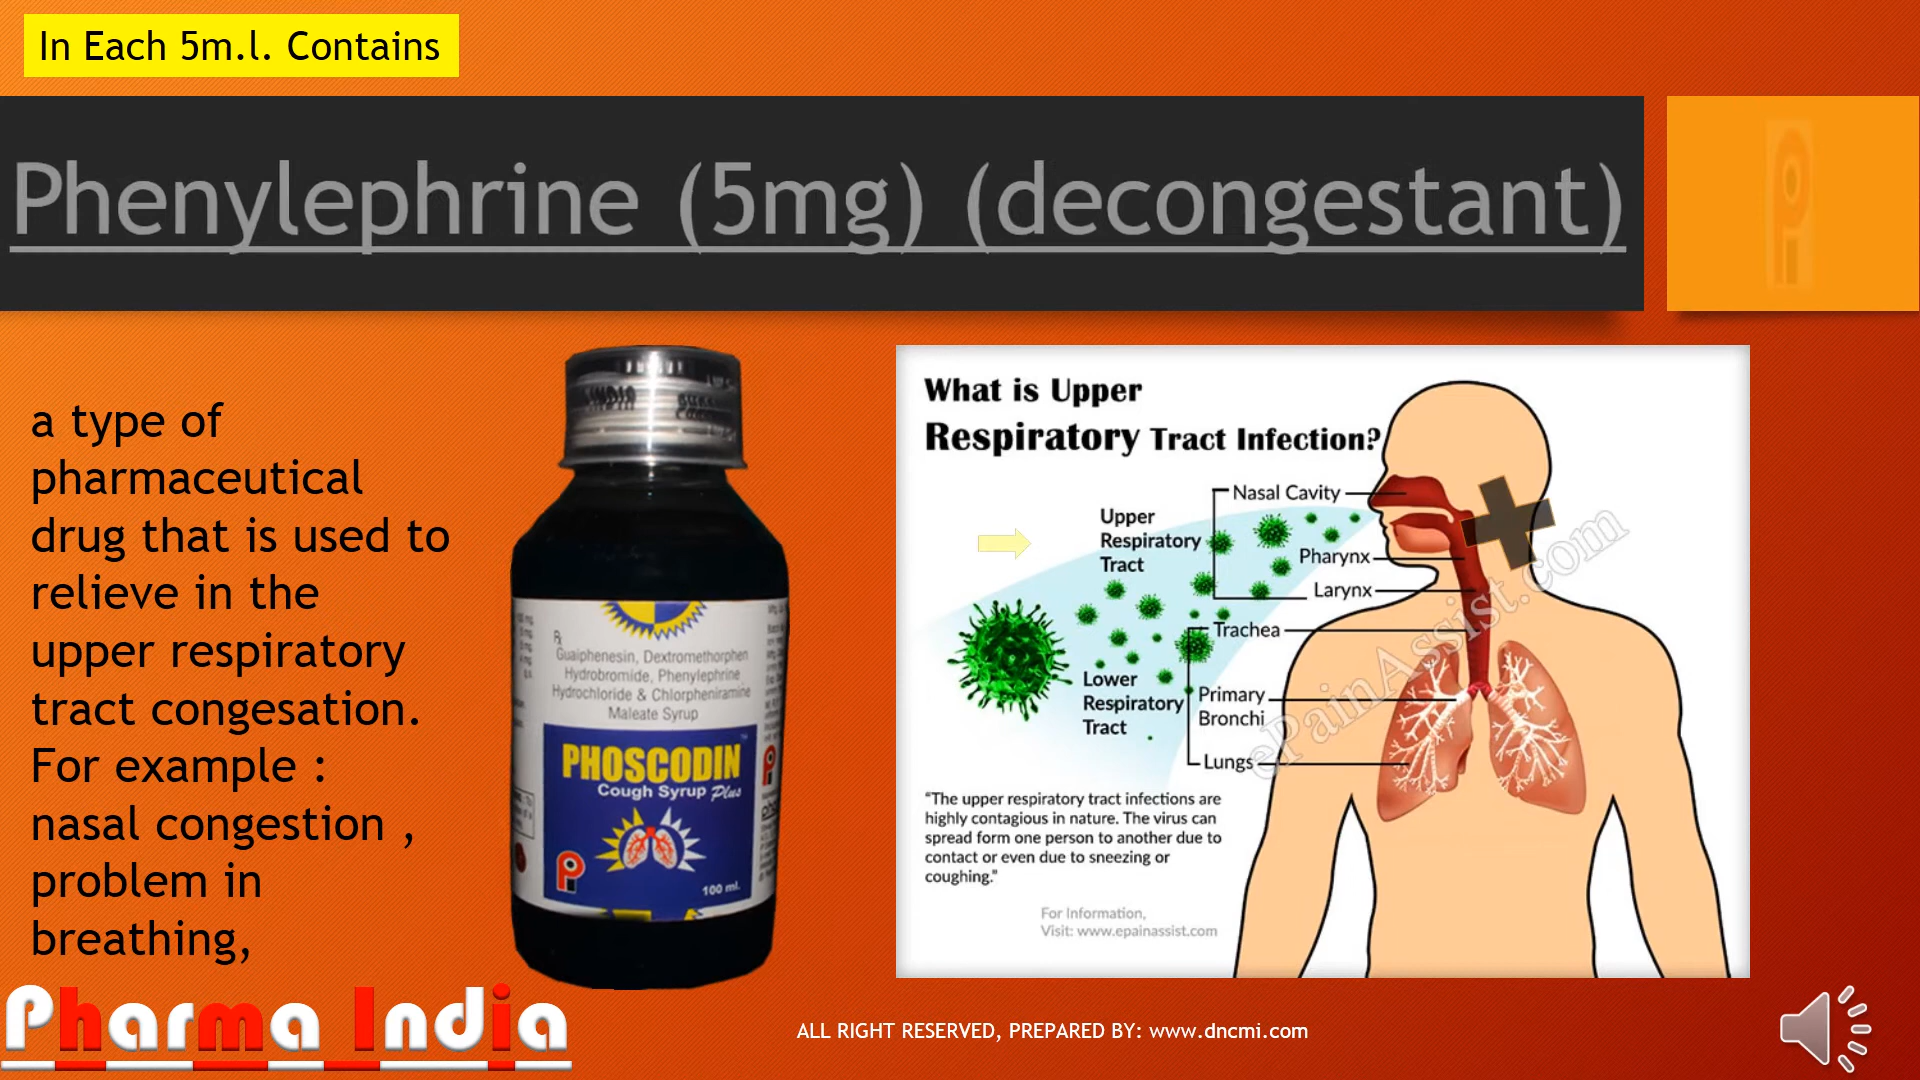 In Each 5m.l. Contains
Phenylephrine (5mg) (decongestant)
a type of
pharmaceutical
drug that is used to
relieve in the
upper respiratory
tract congesation.
For example :
nasal congestion ,
problem in
breathing,
Guaiphenesin, Dextromethorphen
Hydrobromide, Phenylephrine
Hydrochloride & Chlorpheniramine
Maleate Syrup
PHOSCODIN
Cough Syrup Plus
100 ml.
What is Upper
Respiratory Tract Infection?
Nasal Cavity
Upper
Respiratory
Tract
Pharynx
Larynx
Trachea
Lower
Respiratory
Tract
Primary
Bronchi
Lungs
ePainAssist.com
"The upper respiratory tract infections are
highly contagious in nature. The virus can
spread form one person to another due to
contact or even due to sneezing or
coughing."
For Information,
Visit: www.epainassist.com
Pharma India
ALL RIGHT RESERVED, PREPARED BY: www.dncmi.com